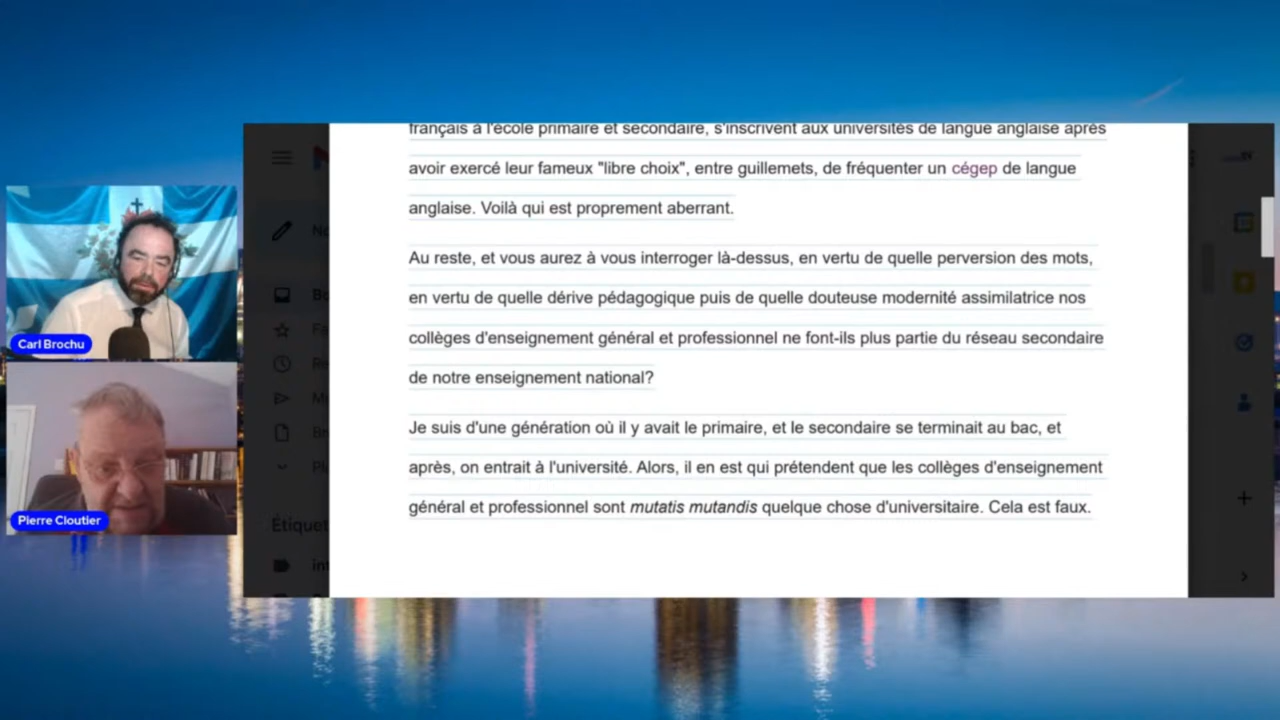 français à l'école primaire et secondaire, s'inscrivent aux universités de langue anglaise après
avoir exercé leur fameux "libre choix", entre guillemets, de fréquenter un cégep de langue
anglaise. Voilà qui est proprement aberrant.
Au reste, et vous aurez à vous interroger là-dessus, en vertu de quelle perversion des mots,
en vertu de quelle dérive pédagogique puis de quelle douteuse modernité assimilatrice nos
collèges d'enseignement général et professionnel ne font-ils plus partie du réseau secondaire
de notre enseignement national?
Je suis d'une génération où il y avait le primaire, et le secondaire se terminait au bac, et
après, on entrait à l'université. Alors, il en est qui prétendent que les collèges d'enseignement
général et professionnel sont mutatis mutandis quelque chose d'universitaire. Cela est faux.
Carl Brochu
Pierre Cloutier
Étiquet